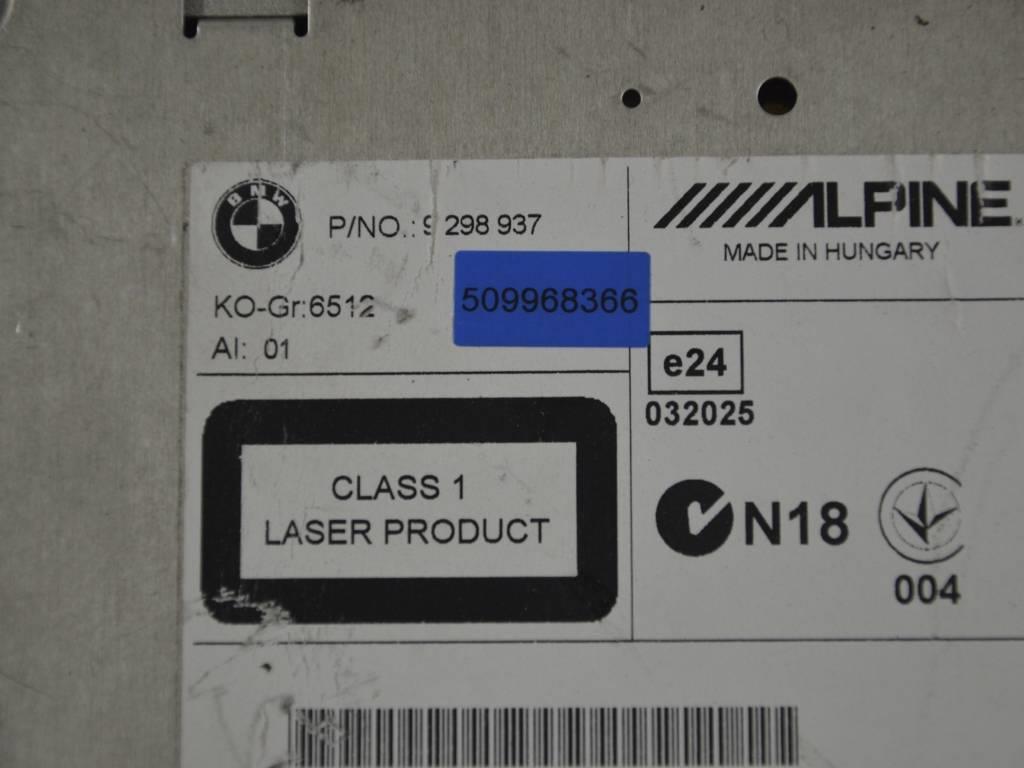 BMW
P/NO.: 9 298 937
KO-Gr:6512
AI: 01
509968366
CLASS 1
LASER PRODUCT
ALPINE
MADE IN HUNGARY
e24
032025
N18
004